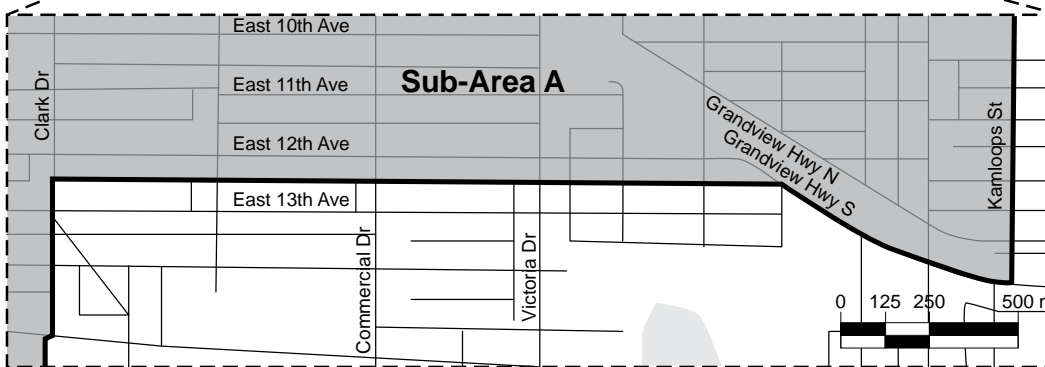 East 10th Ave
Sub-Area A
East 11th Ave
Clark Dr
East 12th Ave
Grandview Hwy N
Grandview Hwy S
Kamloops St
East 13th Ave
Commercial Dr
Victoria Dr
0 125 250 500 m